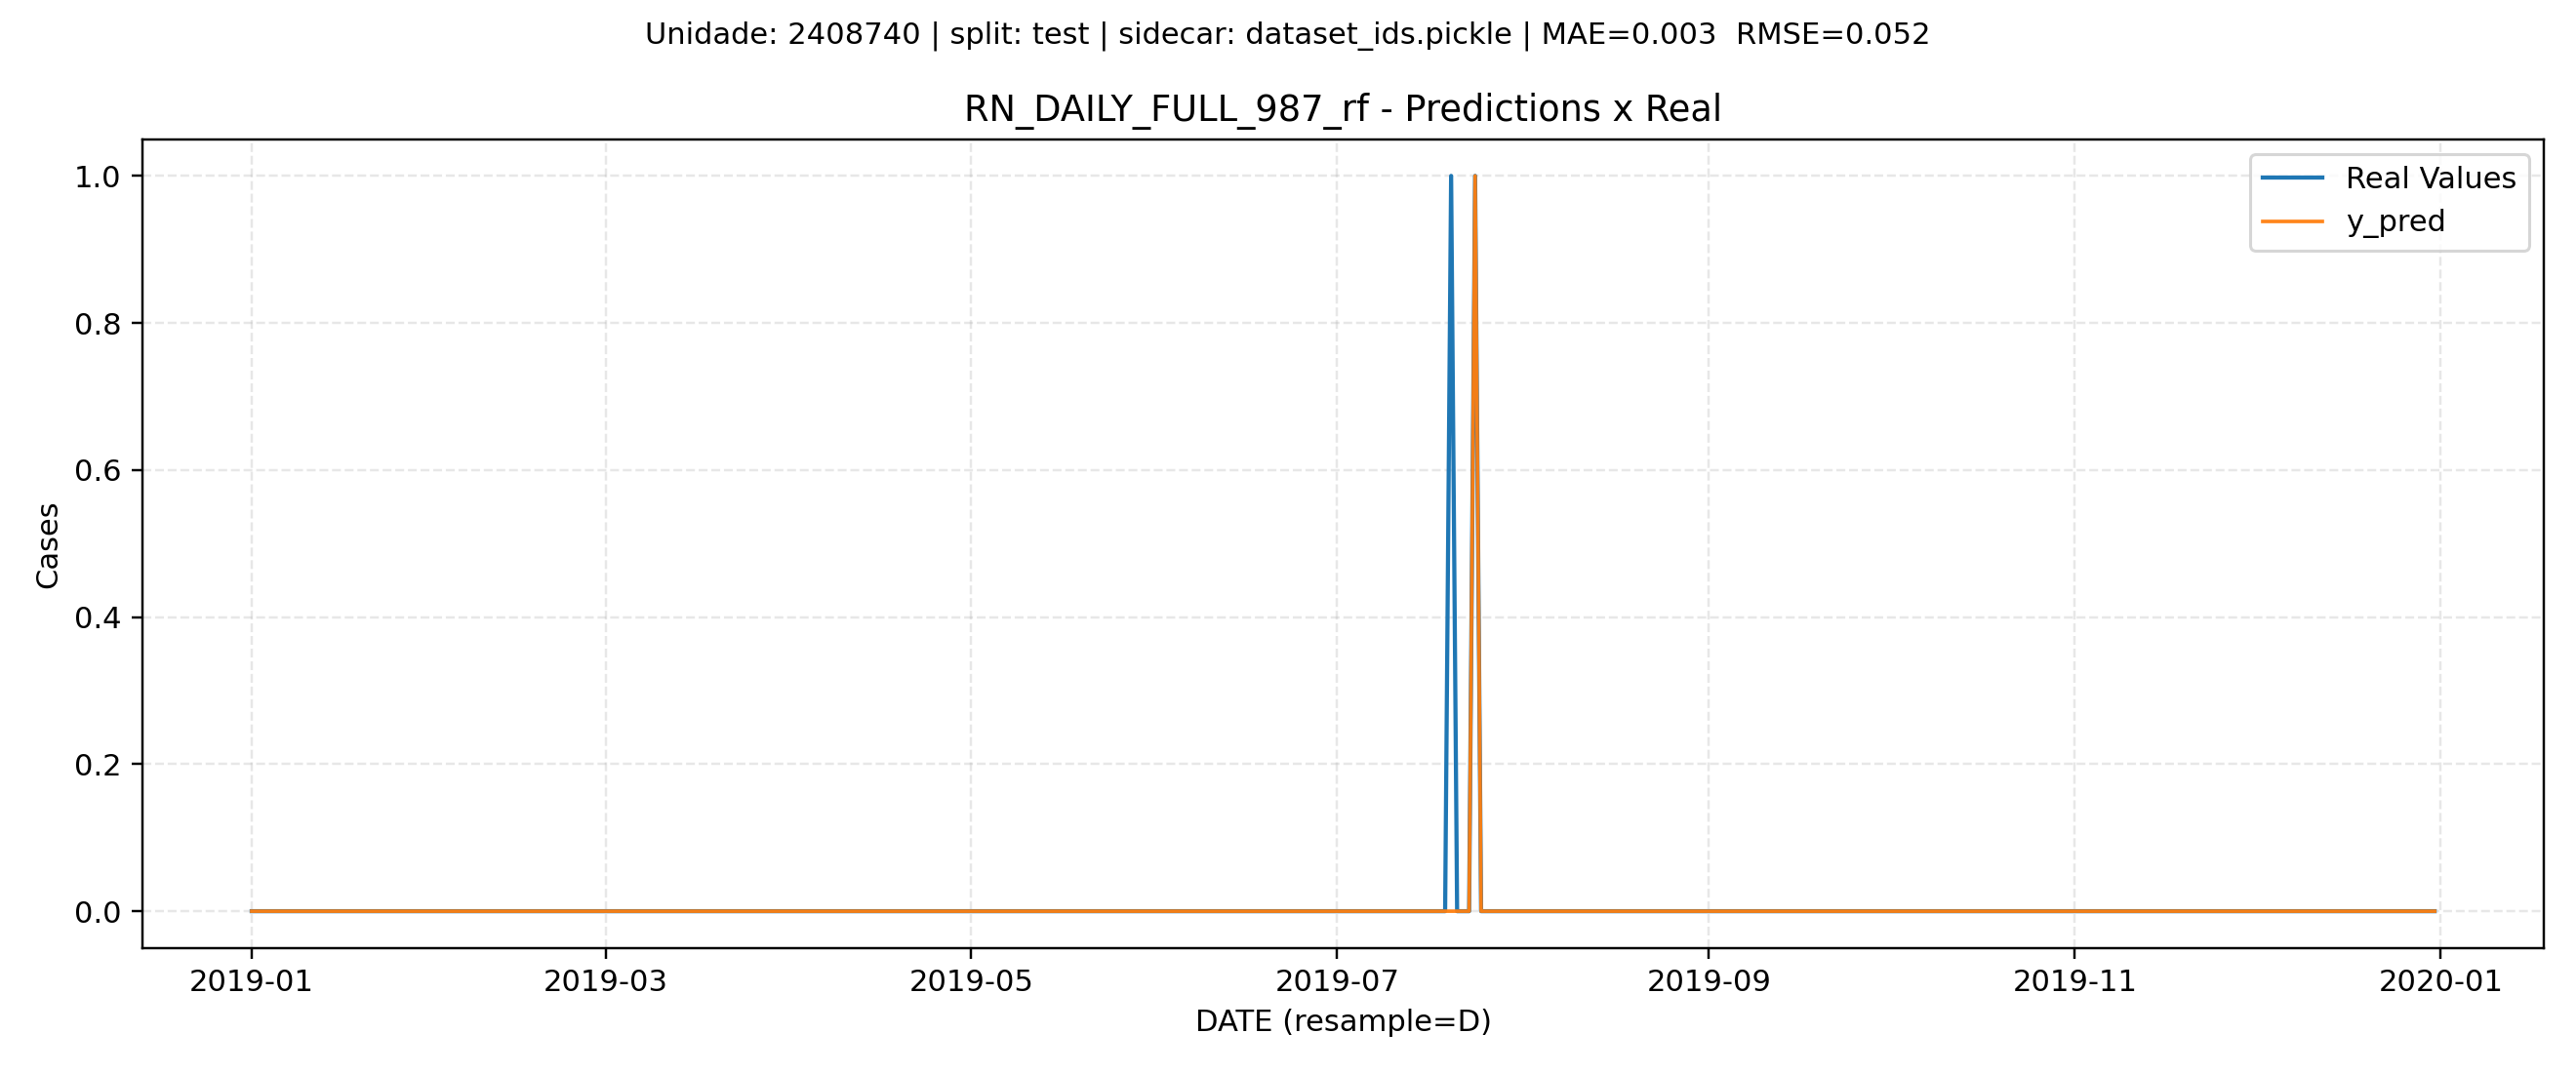 Unidade: 2408740 | split: test | sidecar: dataset_ids.pickle | MAE=0.003  RMSE=0.052
RN_DAILY_FULL_987_rf - Predictions x Real
Real Values
y_pred
1.0
0.8
0.6
0.4
0.2
0.0
Cases
2019-01
2019-03
2019-05
2019-07
2019-09
2019-11
2020-01
DATE (resample=D)